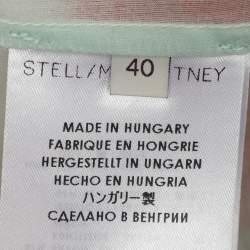 STELL/M 40 TNEY
MADE IN HUNGARY
FABRIQUE EN HONGRIE
HERGESTELLT IN UNGARN
HECHO EN HUNGRIA
ハンガリー製
СДЕЛАНО В ВЕНГРИИ